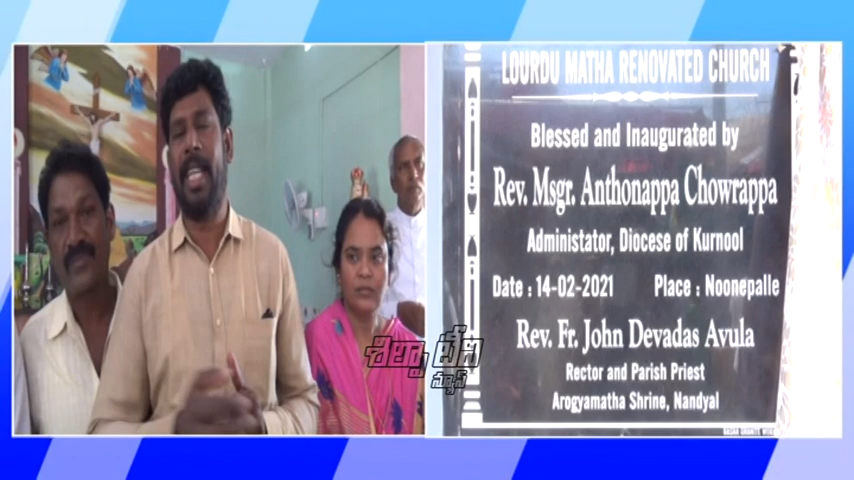 LOURDU MATHA RENOVATED CHURCH
Blessed and Inaugurated by
Rev. Msgr. Anthonappa Chowrappa
Administator, Diocese of Kurnool
Date : 14-02-2021 Place : Noonepalle
Rev. Fr. John Devadas Avula
Rector and Parish Priest
Arogyamatha Shrine, Nandyal
శిల్పా టీవి
న్యూస్